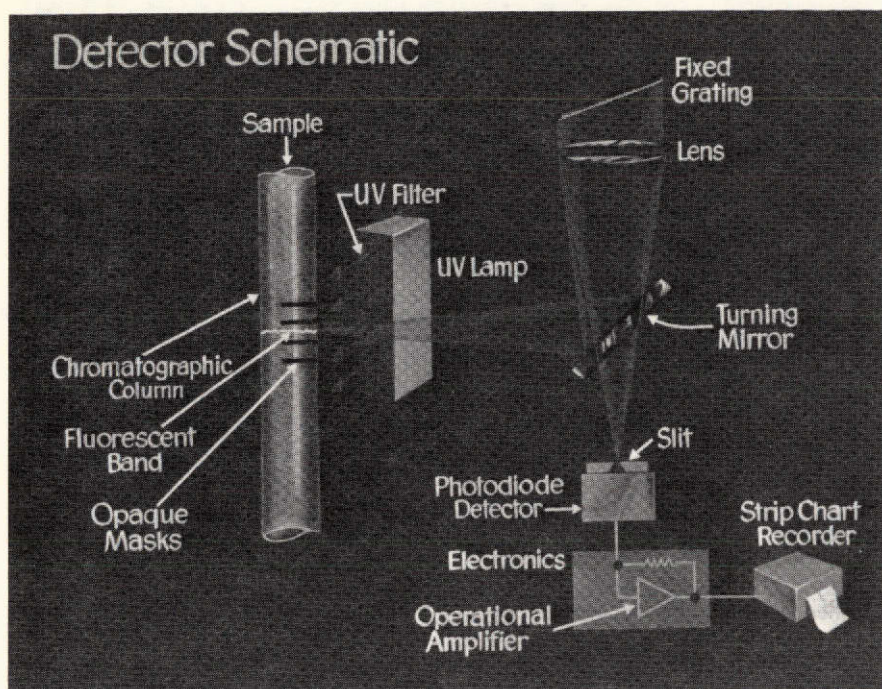 Detector Schematic
Fixed
Grating
Sample
Lens
UV Filter
UV Lamp
Turning
Mirror
Chromatographic
Column
Fluorescent
Band
Slit
Photodiode
Detector
Opaque
Masks
Strip Chart
Recorder
Electronics
Operational
Amplifier